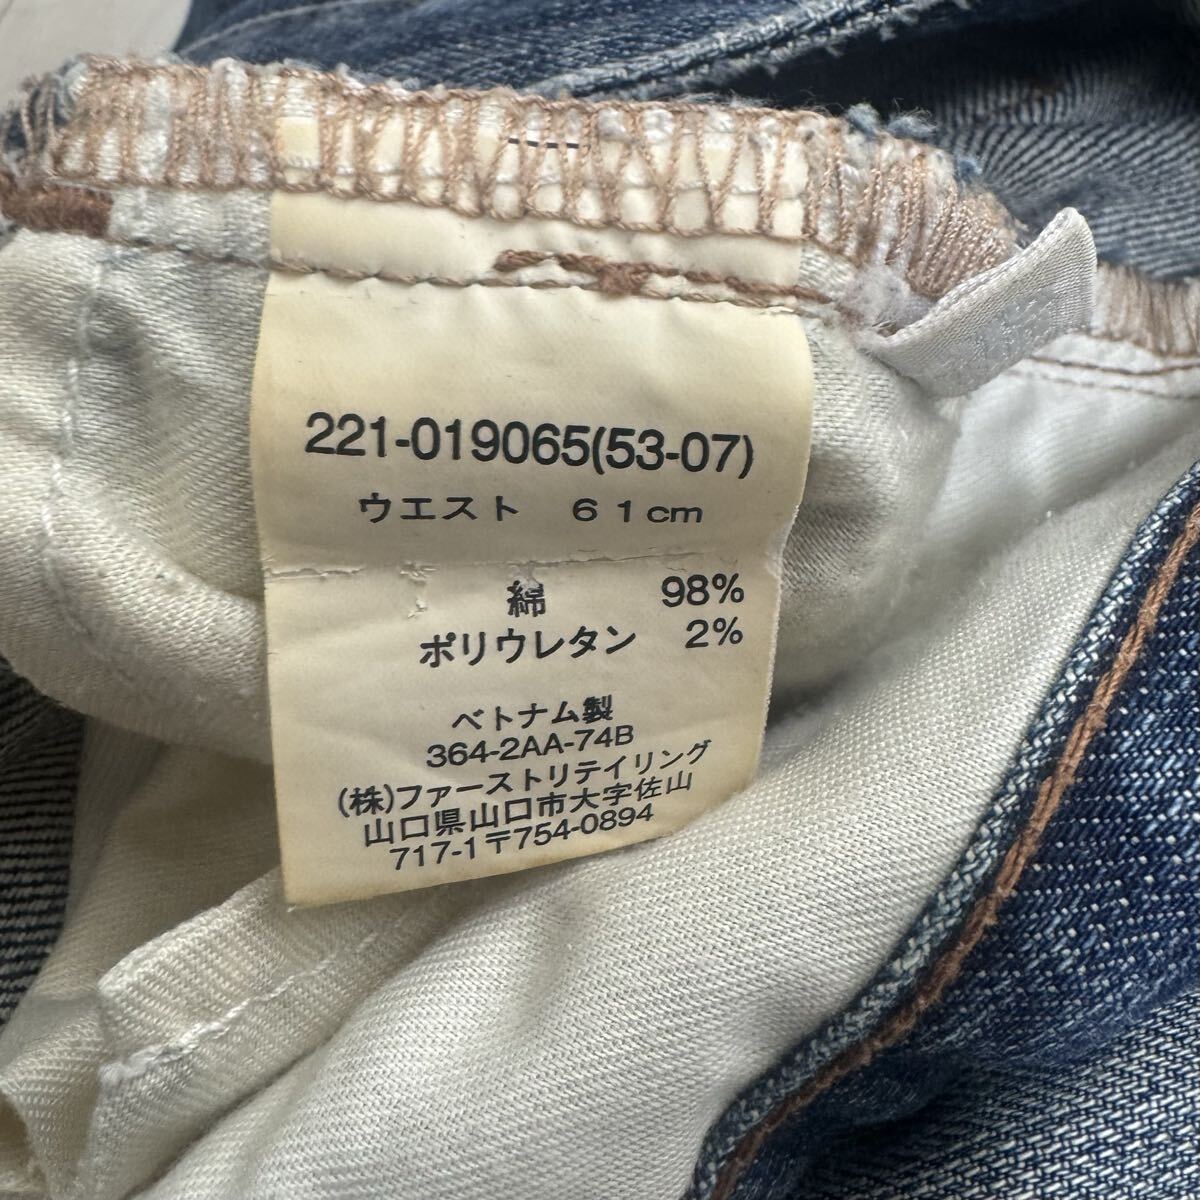 221-019065(53-07)
ウエスト 61cm
綿 98%
ポリウレタン 2%
ベトナム製
364-2AA-74B
(株)ファーストリテイリング
山口県山口市大字佐山
717-1〒754-0894